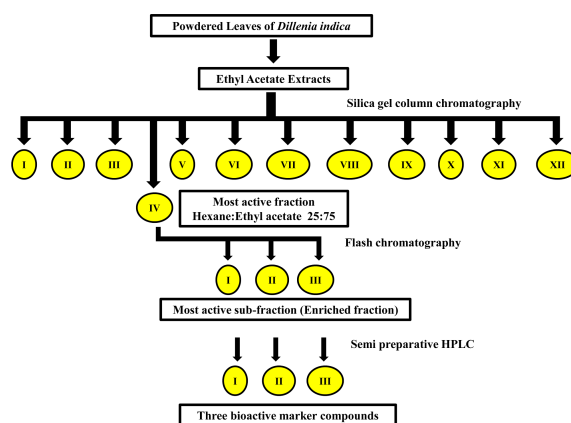 Powdered Leaves of Dillenia indica
Ethyl Acetate Extracts
Silica gel column chromatography
I II III V VI VII VIII IX X XI XII
IV
Most active fraction
Hexane:Ethyl acetate 25:75
Flash chromatography
I II III
Most active sub-fraction (Enriched fraction)
Semi preparative HPLC
I II III
Three bioactive marker compounds